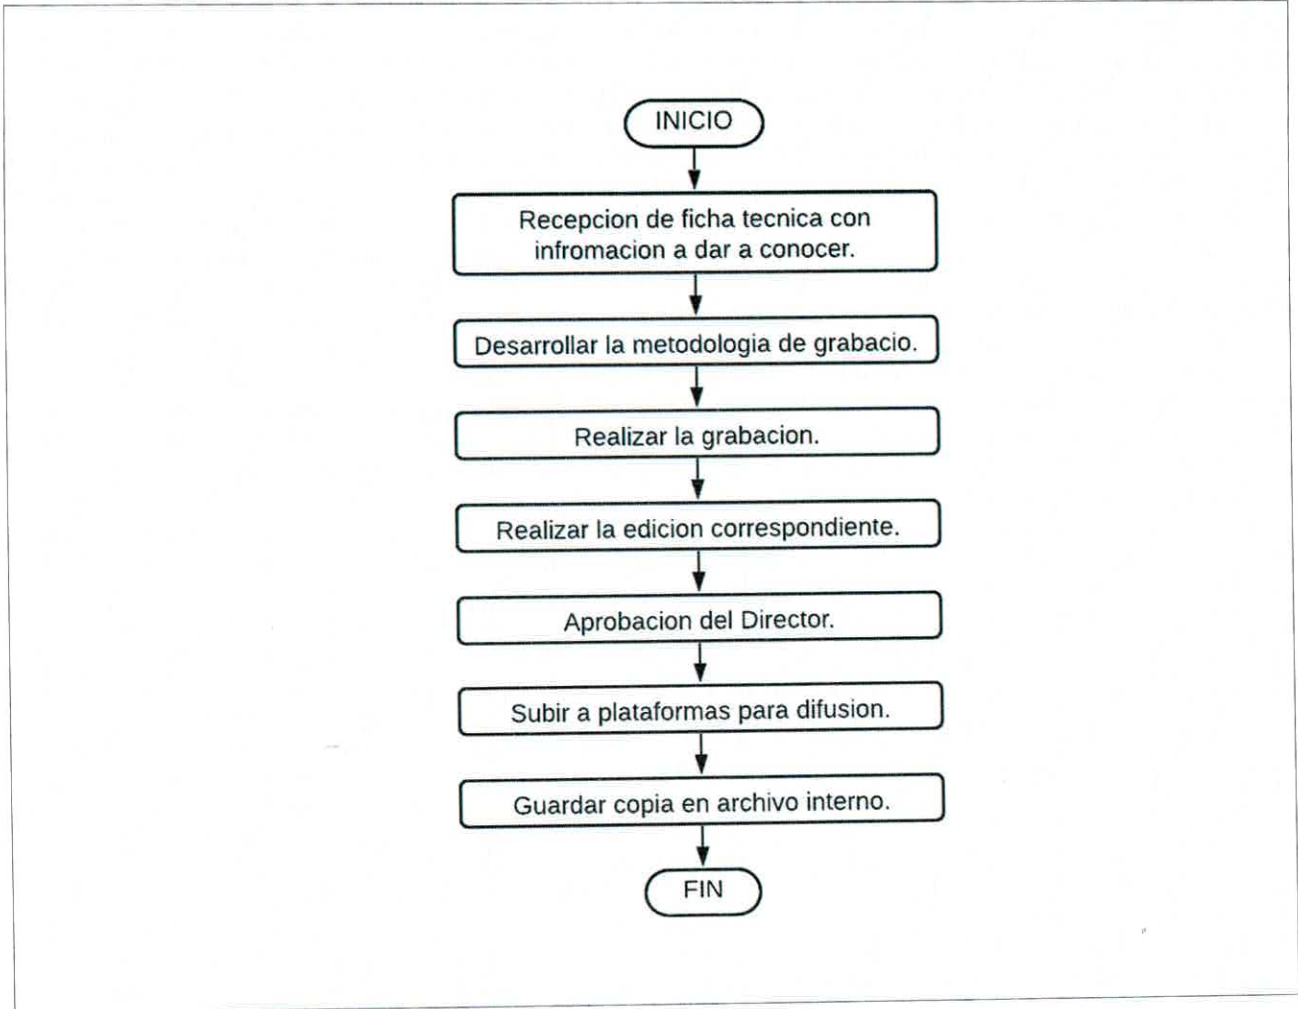 INICIO
Recepcion de ficha tecnica con
infromacion a dar a conocer.
Desarrollar la metodologia de grabacio.
Realizar la grabacion.
Realizar la edicion correspondiente.
Aprobacion del Director.
Subir a plataformas para difusion.
Guardar copia en archivo interno.
FIN